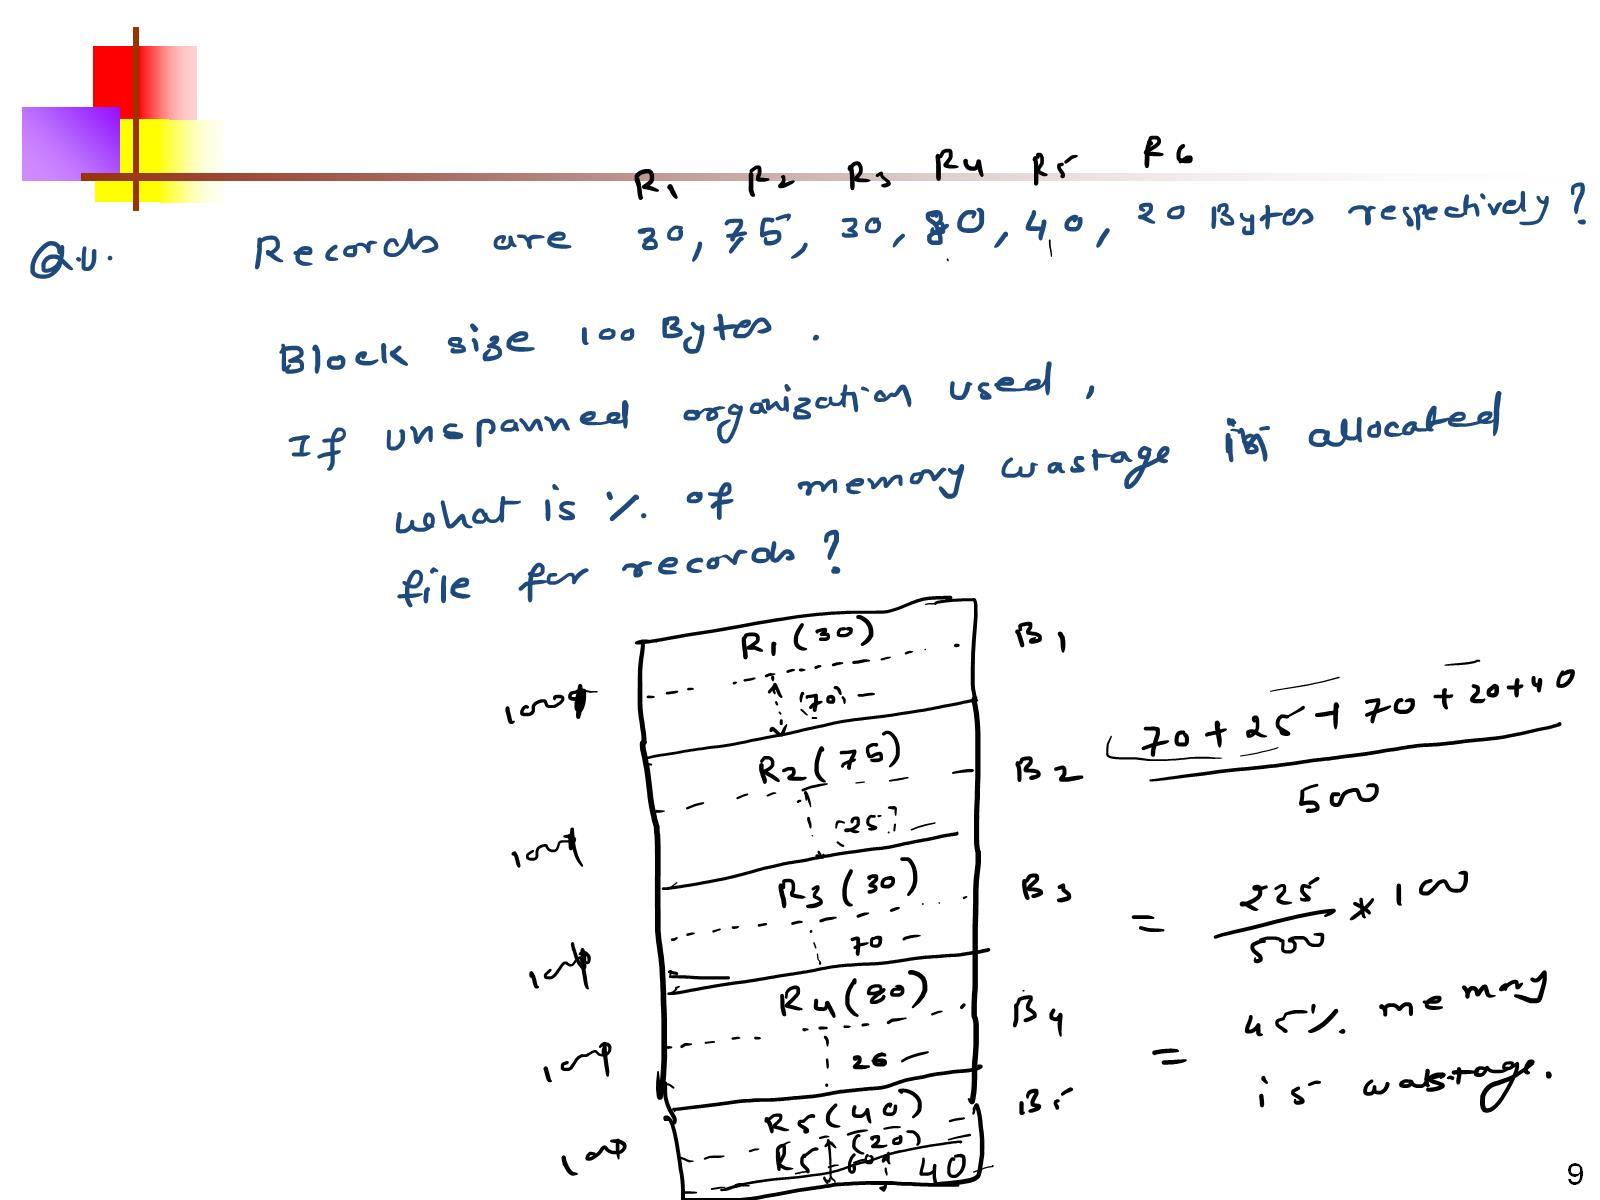 R1 R2 R3 R4 R5 R6
Q.v. Records are 30, 75, 30, 80, 40, 20 Bytes respectively?
Block size 100 Bytes.
If unspanned organization used,
what is % of memory wastage in allocated
file for records?
R1 (30) B1
100
(70)
R2 (75) B2
100
(25)
R3 (30) B3
100
70
R4 (80) B4
100
20
R5 (40) B5
100
R5 (20)
60 40
70 + 25 + 70 + 20 + 40
500
= 225 * 100
500
= 45% memory
is wastage.
9